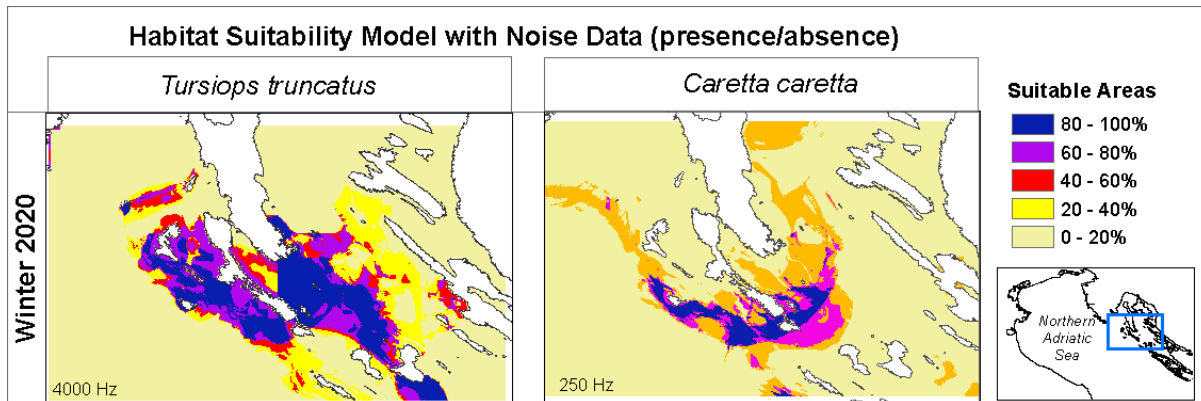 Habitat Suitability Model with Noise Data (presence/absence)
Tursiops truncatus
Caretta caretta
Winter 2020
4000 Hz
250 Hz
Suitable Areas
80 - 100%
60 - 80%
40 - 60%
20 - 40%
0 - 20%
Northern
Adriatic
Sea